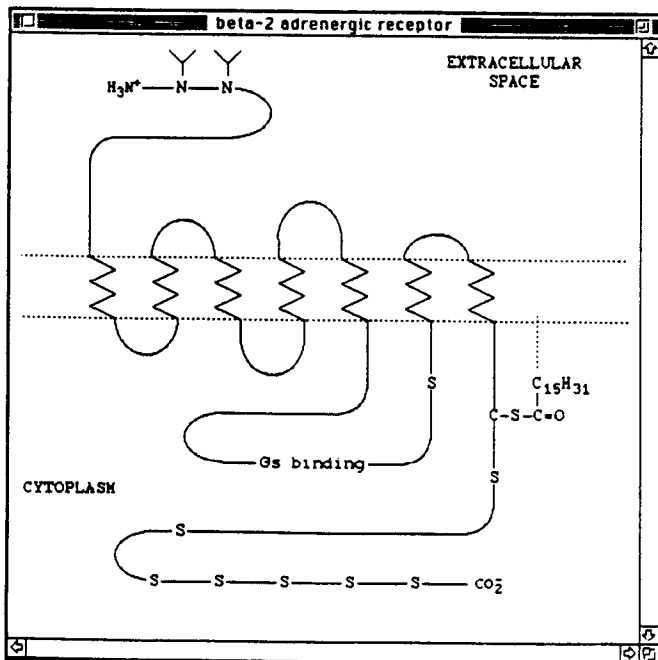 beta-2 adrenergic receptor
EXTRACELLULAR
SPACE
H₃N⁺ N N
S
C₁₅H₃₁
C-S-C=O
Gs binding
S
CYTOPLASM
S
S S S S S CO₂⁻